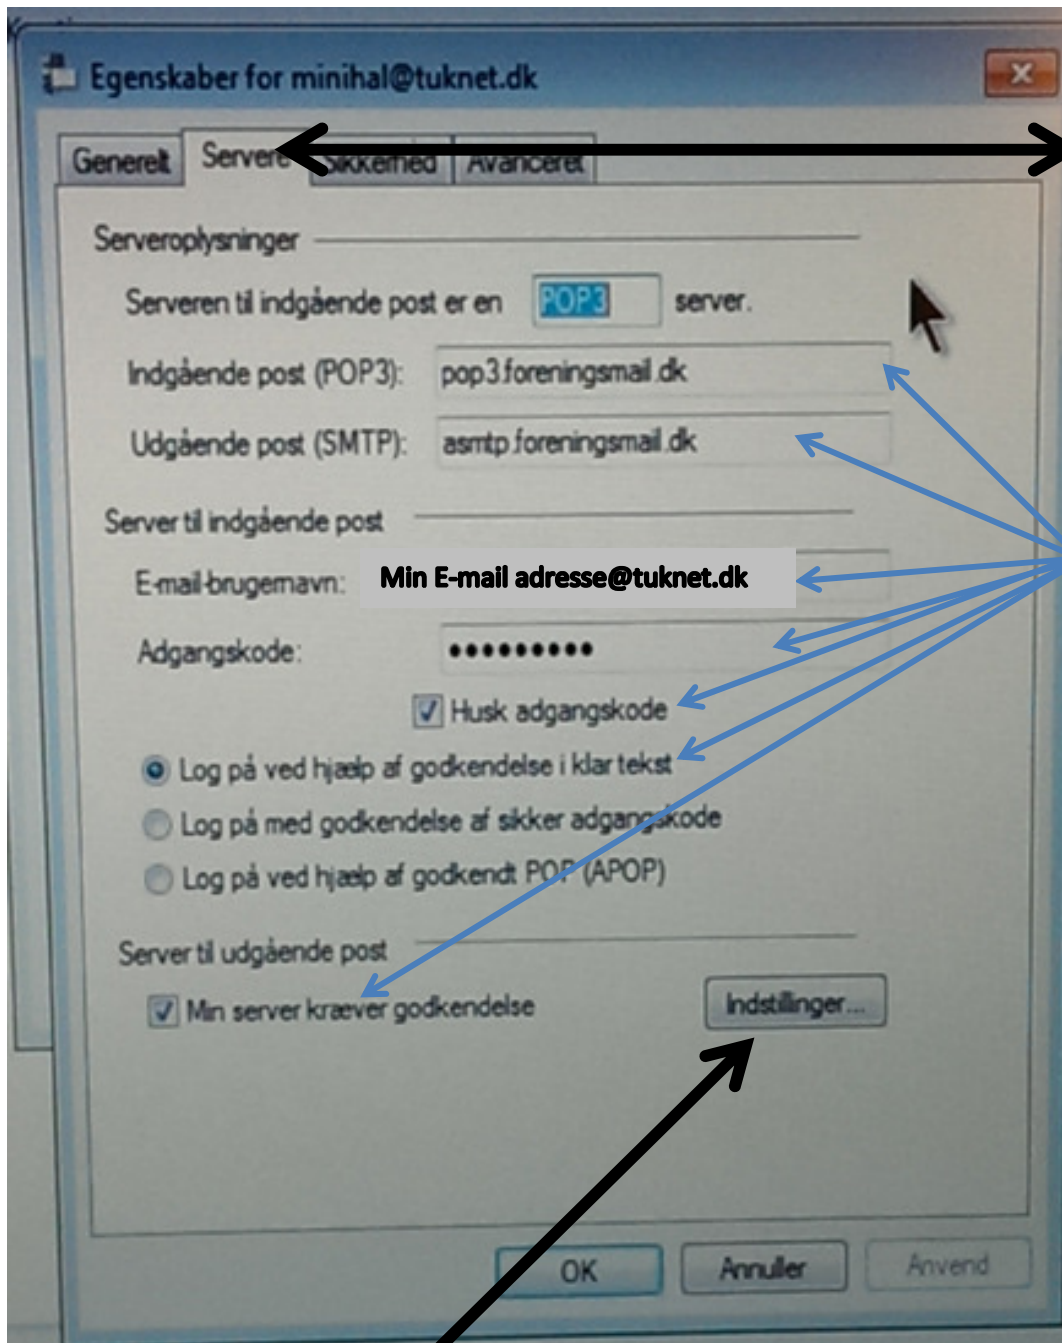 Egenskaber for minihal@tuknet.dk
Generelt Servere Sikkerhed Avanceret
Serveroplysninger
Serveren til indgående post er en POP3 server.
Indgående post (POP3): pop3.foreningsmail.dk
Udgående post (SMTP): asmtp.foreningsmail.dk
Server til indgående post
E-mail-brugernavn: Min E-mail adresse@tuknet.dk
Adgangskode: •••••••••
Husk adgangskode
Log på ved hjælp af godkendelse i klar tekst
Log på med godkendelse af sikker adgangskode
Log på ved hjælp af godkendt POP (APOP)
Server til udgående post
Min server kræver godkendelse Indstillinger...
OK Annuller Anvend